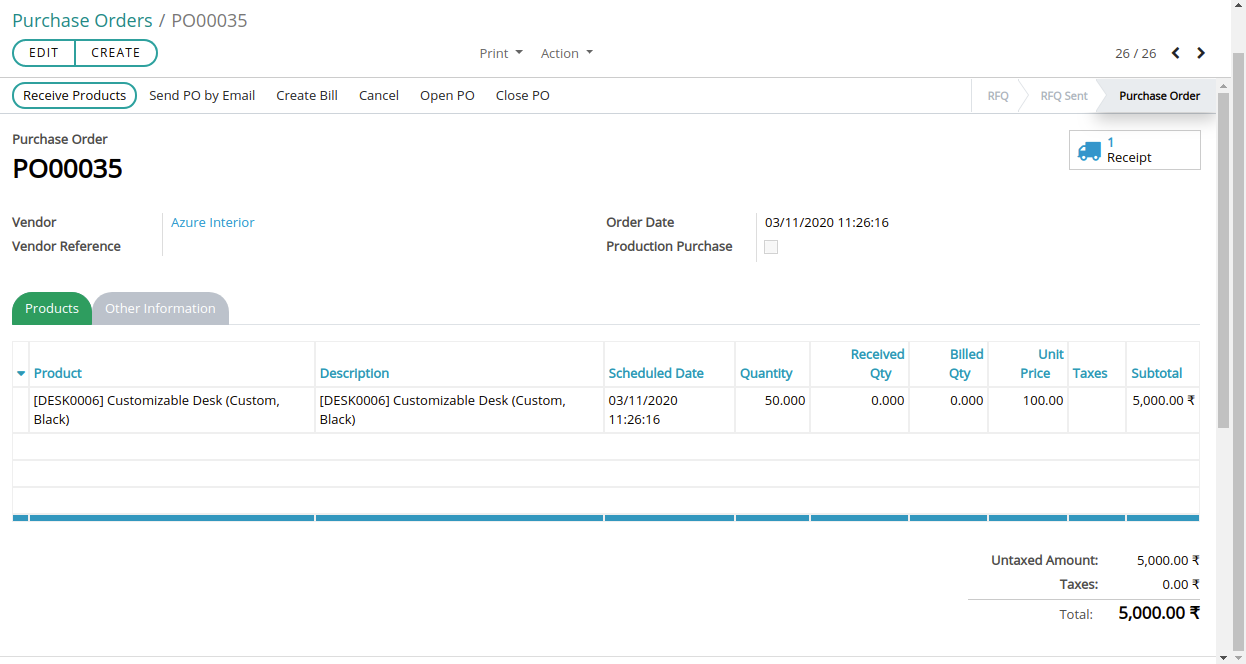 Purchase Orders / PO00035
EDIT CREATE Print Action 26 / 26
Receive Products Send PO by Email Create Bill Cancel Open PO Close PO RFQ RFQ Sent Purchase Order
Purchase Order
PO00035
1
Receipt
Vendor Azure Interior Order Date 03/11/2020 11:26:16
Vendor Reference Production Purchase
Products Other Information
Product Description Scheduled Date Quantity Received Qty Billed Qty Unit Price Taxes Subtotal
[DESK0006] Customizable Desk (Custom, [DESK0006] Customizable Desk (Custom, 03/11/2020 50.000 0.000 0.000 100.00 5,000.00 ₹
Black) Black) 11:26:16
Untaxed Amount: 5,000.00 ₹
Taxes: 0.00 ₹
Total: 5,000.00 ₹